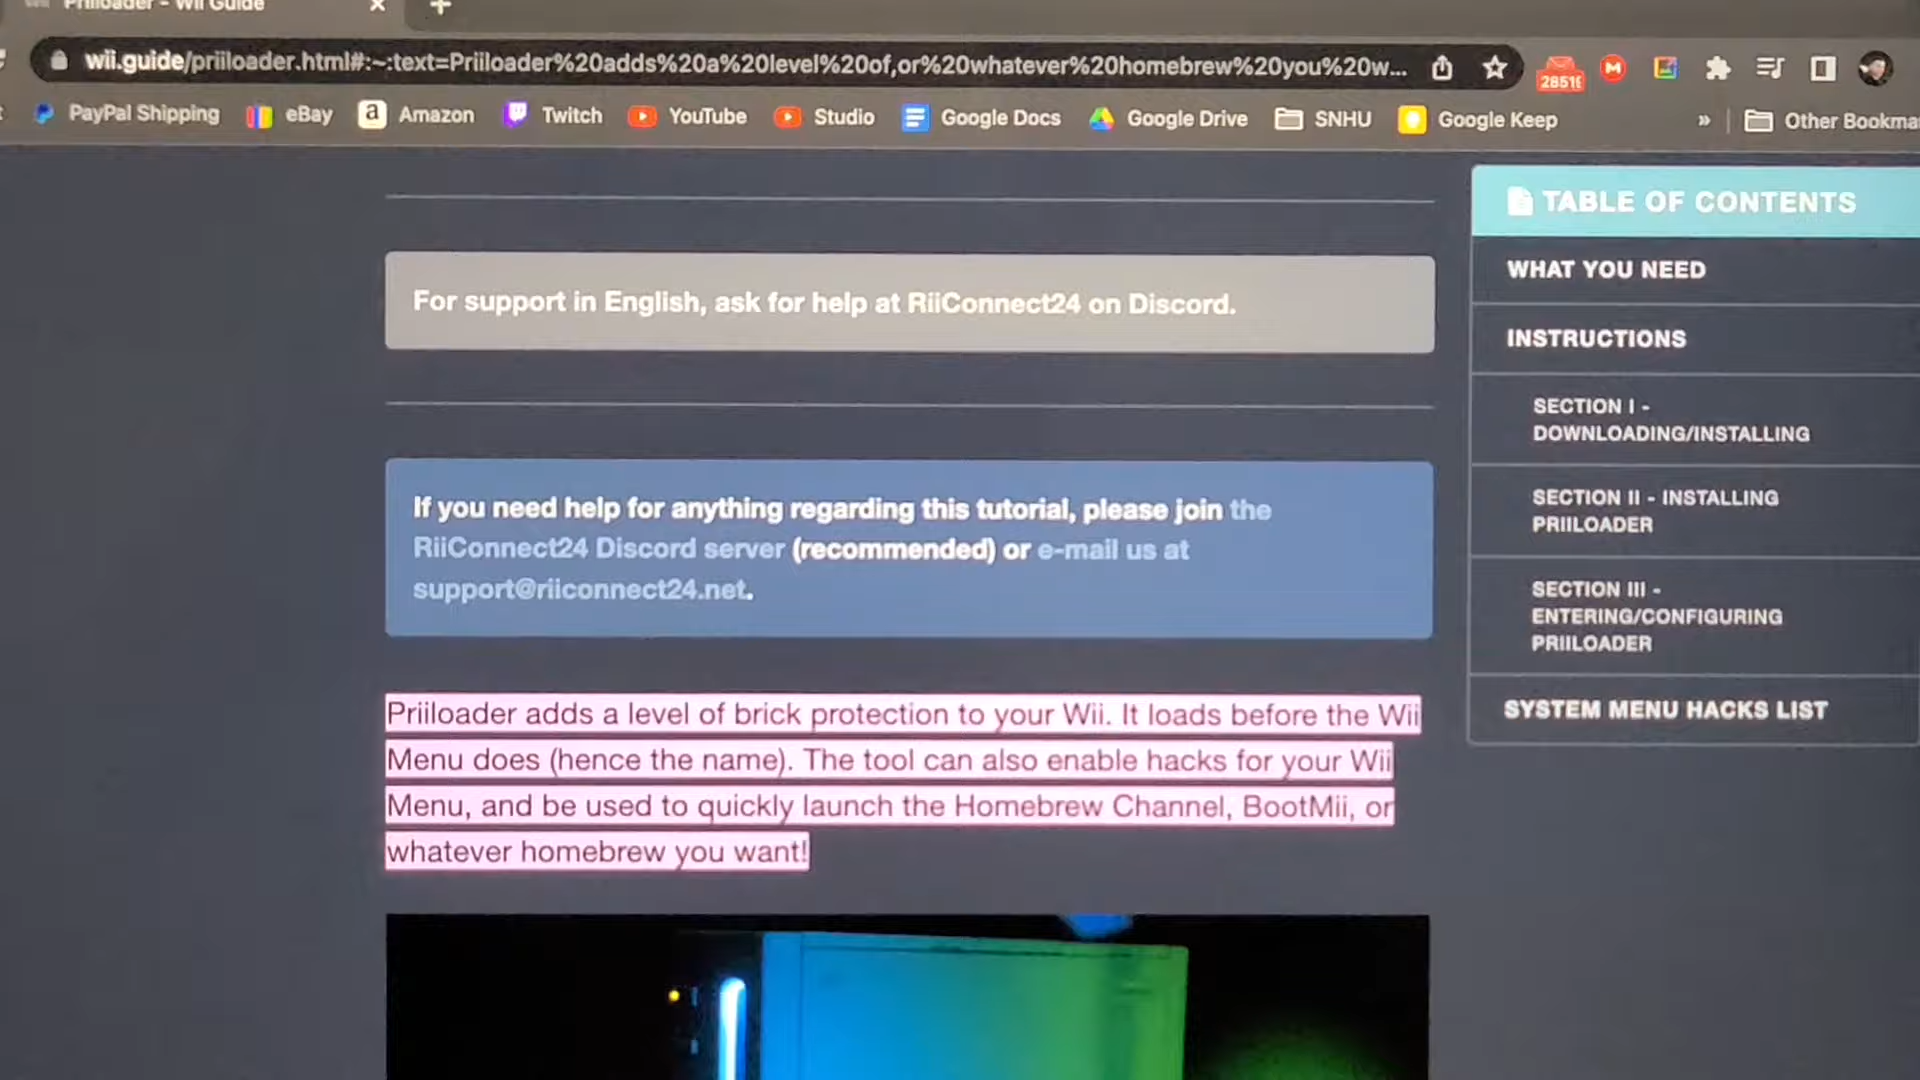 Priiloader - Wii Guide
wii.guide/priiloader.html#:~:text=Priiloader%20adds%20a%20level%20of,or%20whatever%20homebrew%20you%20w...
PayPal Shipping eBay Amazon Twitch YouTube Studio Google Docs Google Drive SNHU Google Keep » Other Bookma
For support in English, ask for help at RiiConnect24 on Discord.
If you need help for anything regarding this tutorial, please join the
RiiConnect24 Discord server (recommended) or e-mail us at
support@riiconnect24.net.
Priiloader adds a level of brick protection to your Wii. It loads before the Wii
Menu does (hence the name). The tool can also enable hacks for your Wii
Menu, and be used to quickly launch the Homebrew Channel, BootMii, or
whatever homebrew you want!
TABLE OF CONTENTS
WHAT YOU NEED
INSTRUCTIONS
SECTION I -
DOWNLOADING/INSTALLING
SECTION II - INSTALLING
PRIILOADER
SECTION III -
ENTERING/CONFIGURING
PRIILOADER
SYSTEM MENU HACKS LIST